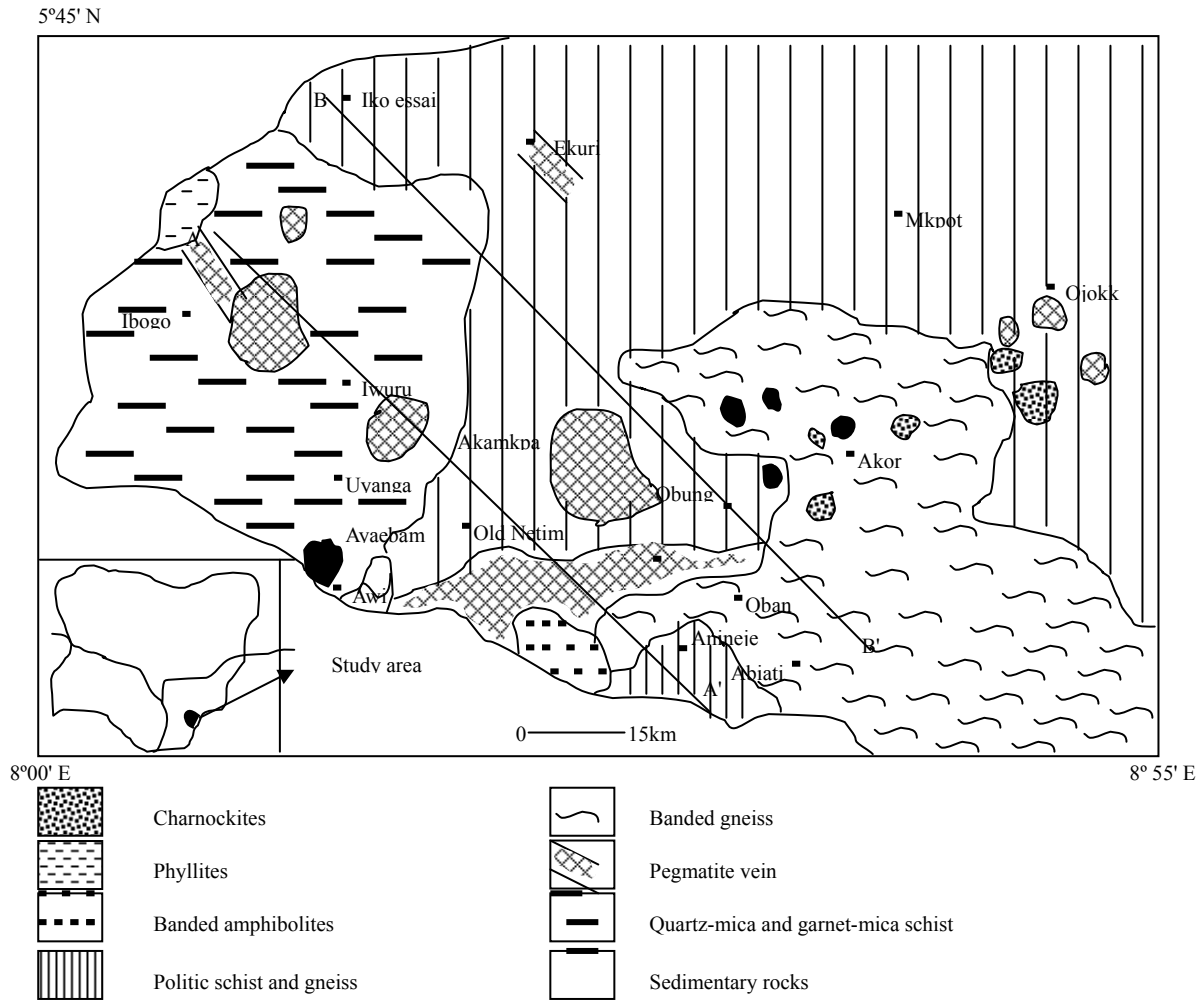 5º45' N
B Iko essai
Ekuri
Mkpot
A
Ojokk
Ibogo
Iwuru
Akamkpa
Akor
Uyanga
Obung
Old Netim
Ayaebam
Awi
Oban
Anineje
B'
Study area
Abiati
A'
0 15km
8º00' E
8º 55' E
Charnockites
Banded gneiss
Phyllites
Pegmatite vein
Banded amphibolites
Quartz-mica and garnet-mica schist
Politic schist and gneiss
Sedimentary rocks